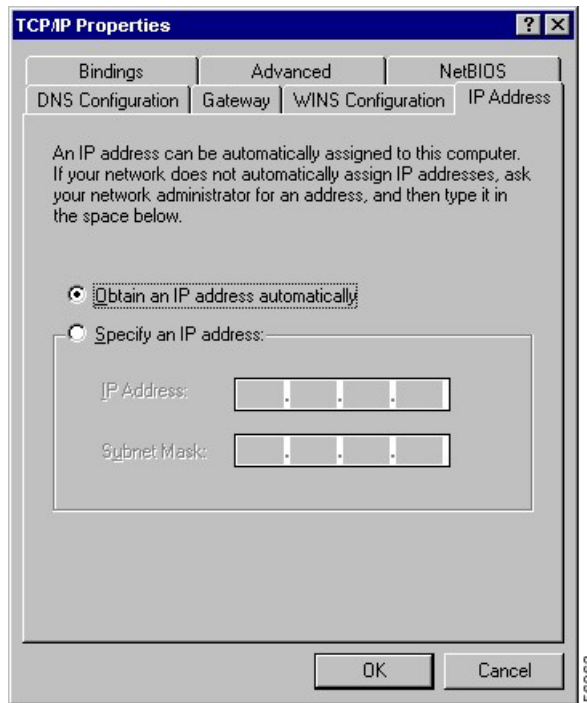 TCP/IP Properties
? X
Bindings Advanced NetBIOS
DNS Configuration Gateway WINS Configuration IP Address
An IP address can be automatically assigned to this computer.
If your network does not automatically assign IP addresses, ask
your network administrator for an address, and then type it in
the space below.
Obtain an IP address automatically
Specify an IP address:
IP Address: . . .
Subnet Mask: . . .
OK Cancel